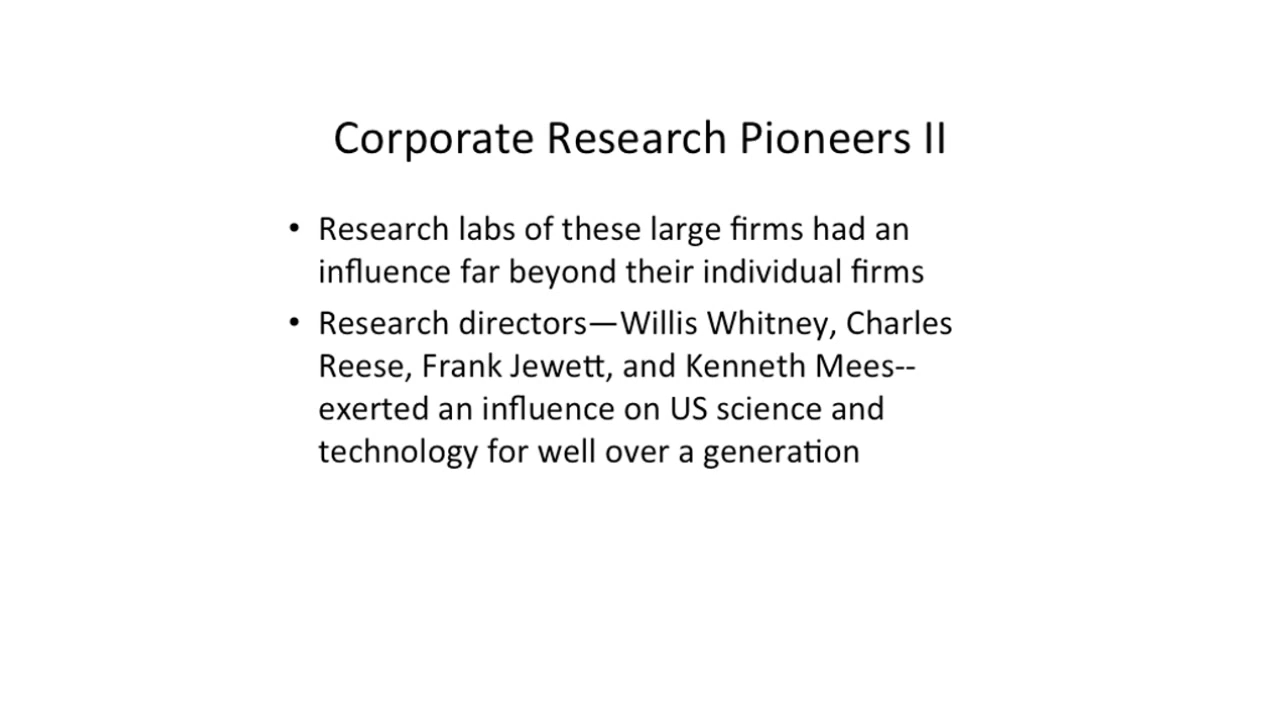 Corporate Research Pioneers II
• Research labs of these large firms had an
influence far beyond their individual firms
• Research directors—Willis Whitney, Charles
Reese, Frank Jewett, and Kenneth Mees--
exerted an influence on US science and
technology for well over a generation